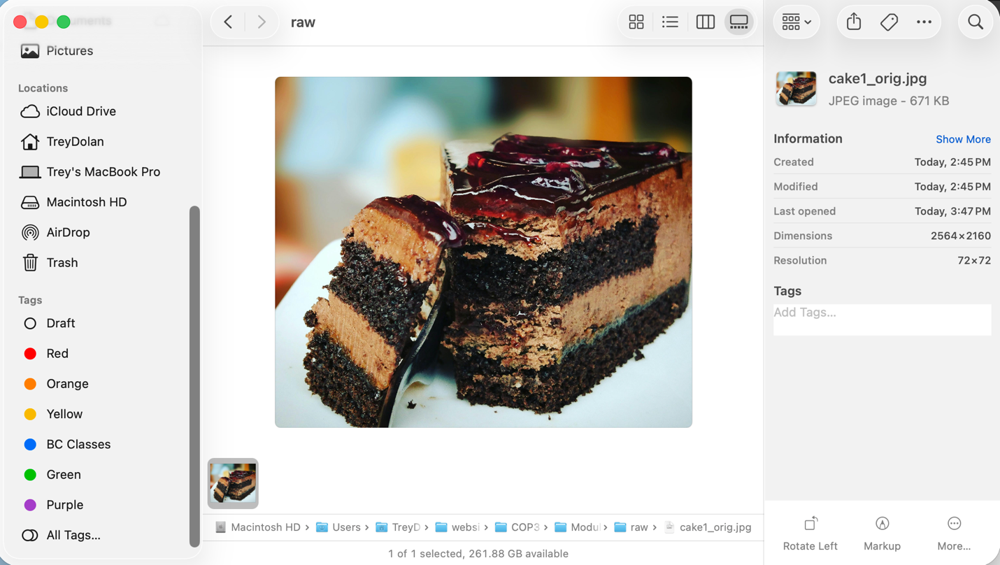 raw
Pictures
Locations
iCloud Drive
TreyDolan
Trey's MacBook Pro
Macintosh HD
AirDrop
Trash
Tags
Draft
Red
Orange
Yellow
BC Classes
Green
Purple
All Tags...
cake1_orig.jpg
JPEG image - 671 KB
Information Show More
Created Today, 2:45 PM
Modified Today, 2:45 PM
Last opened Today, 3:47 PM
Dimensions 2564×2160
Resolution 72×72
Tags
Add Tags...
Macintosh HD › Users › TreyD › websi › COP3 › Modul › raw › cake1_orig.jpg
1 of 1 selected, 261.88 GB available
Rotate Left Markup More...